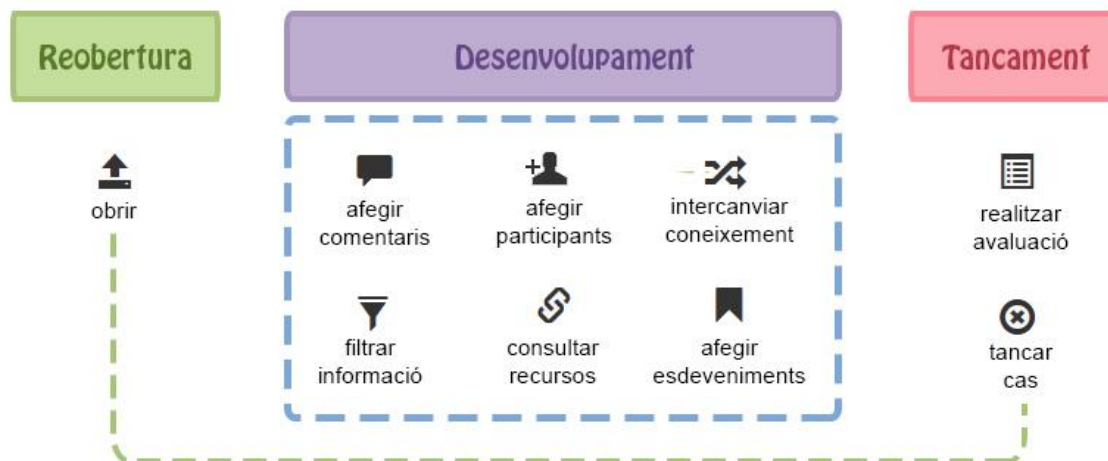 Reobertura
Desenvolupament
Tancament
obrir
afegir
comentaris
afegir
participants
intercanviar
coneixement
filtrar
informació
consultar
recursos
afegir
esdeveniments
realitzar
avaluació
tancar
cas